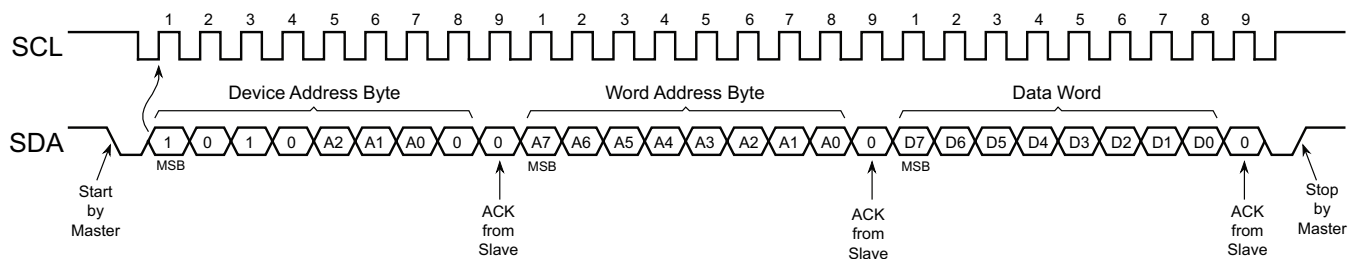 1 2 3 4 5 6 7 8 9 1 2 3 4 5 6 7 8 9 1 2 3 4 5 6 7 8 9
SCL
Device Address Byte Word Address Byte Data Word
SDA 1 0 1 0 A2 A1 A0 0 0 A7 A6 A5 A4 A3 A2 A1 A0 0 D7 D6 D5 D4 D3 D2 D1 D0 0
MSB MSB MSB
Start
by
Master
ACK
from
Slave
ACK
from
Slave
ACK
from
Slave
Stop
by
Master